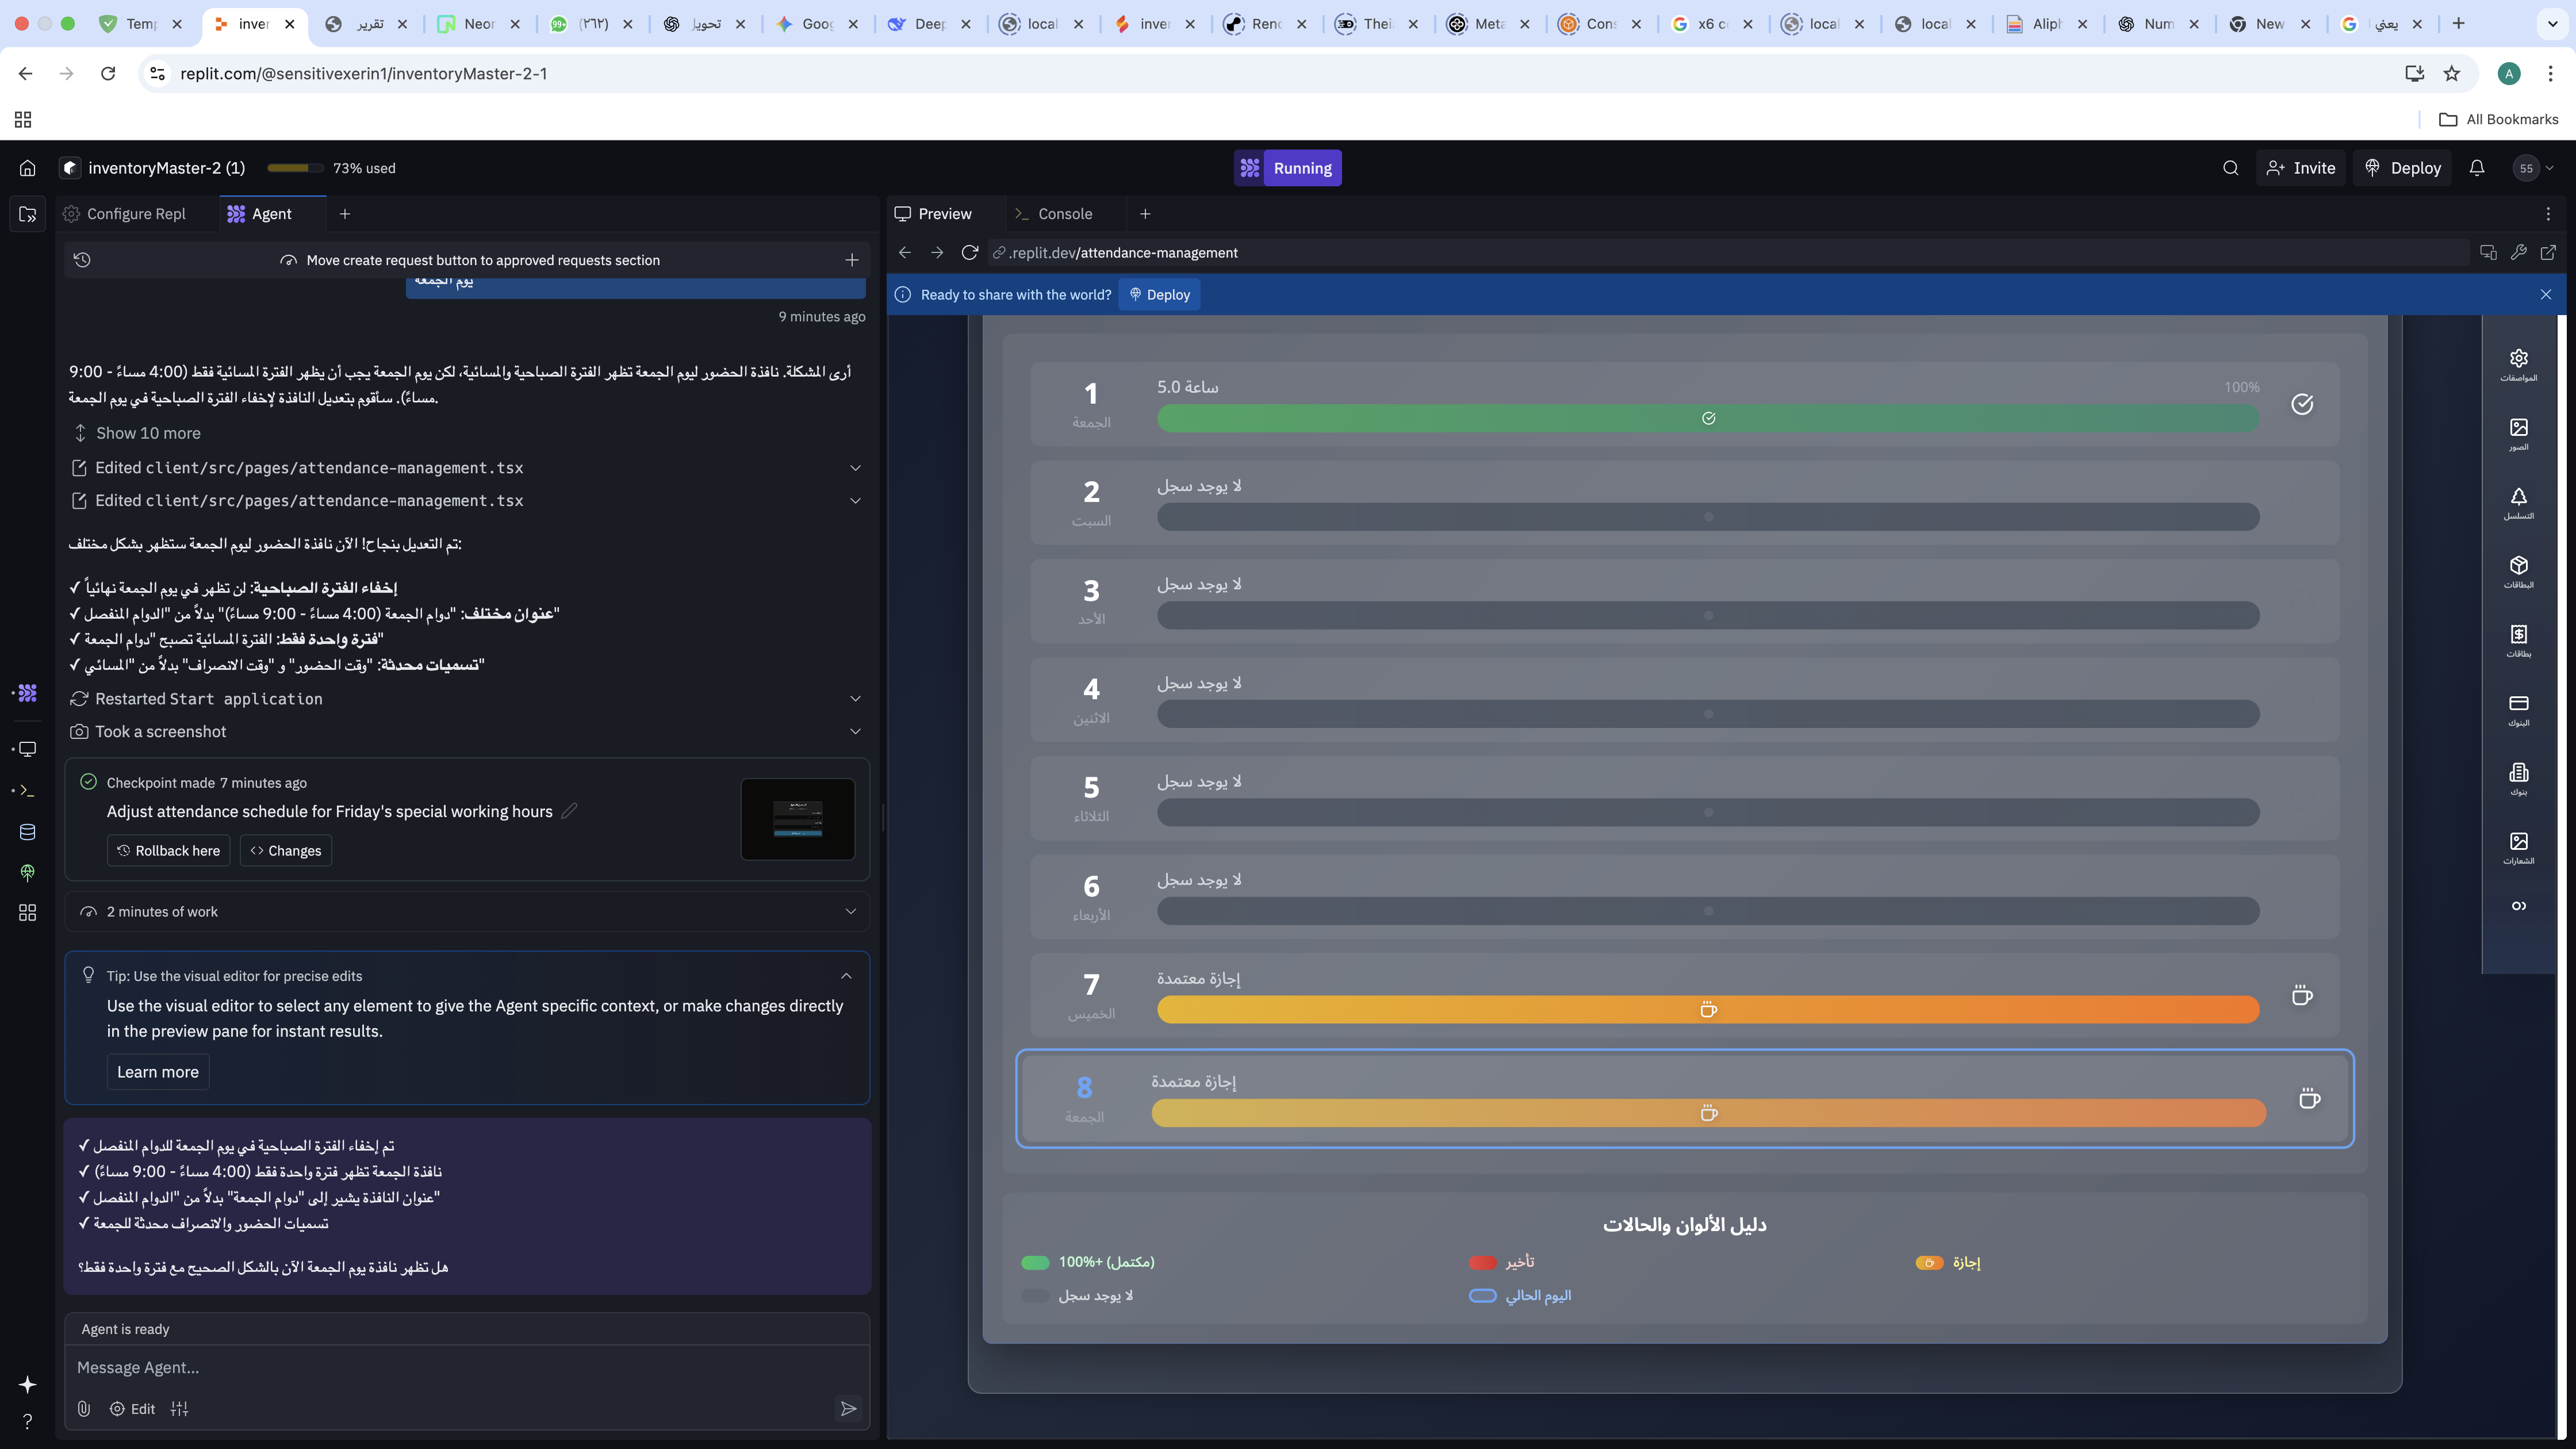 Temp
inver
تقرير
Neor
(٢٦٢)
تحويل
Goog
Deep
local
inver
Rend
Thei
Meta
Cons
x6 c
local
local
Aliph
Num
New
يعني
replit.com/@sensitivexerin1/inventoryMaster-2-1
A
All Bookmarks
inventoryMaster-2 (1)
73% used
Running
Invite
Deploy
55
Configure Repl
Agent
Preview
Console
Move create request button to approved requests section
.replit.dev/attendance-management
Ready to share with the world?
Deploy
يوم الجمعة
9 minutes ago
أرى المشكلة. نافذة الحضور ليوم الجمعة تظهر الفترة الصباحية والمسائية، لكن يوم الجمعة يجب أن يظهر الفترة المسائية فقط (4:00 مساءً - 9:00
مساءً). سأقوم بتعديل النافذة لإخفاء الفترة الصباحية في يوم الجمعة.
Show 10 more
Edited client/src/pages/attendance-management.tsx
Edited client/src/pages/attendance-management.tsx
تم التعديل بنجاح! الآن نافذة الحضور ليوم الجمعة ستظهر بشكل مختلف:
✓ إخفاء الفترة الصباحية: لن تظهر في يوم الجمعة نهائياً
✓ عنوان مختلف: "دوام الجمعة (4:00 مساءً - 9:00 مساءً)" بدلاً من "الدوام المنفصل"
✓ فترة واحدة فقط: الفترة المسائية تصبح "دوام الجمعة"
✓ تسميات محدثة: "وقت الحضور" و "وقت الانصراف" بدلاً من "المسائي"
Restarted Start application
Took a screenshot
Checkpoint made 7 minutes ago
Adjust attendance schedule for Friday's special working hours
Rollback here
Changes
2 minutes of work
Tip: Use the visual editor for precise edits
Use the visual editor to select any element to give the Agent specific context, or make changes directly
in the preview pane for instant results.
Learn more
✓ تم إخفاء الفترة الصباحية في يوم الجمعة للدوام المنفصل
✓ نافذة الجمعة تظهر فترة واحدة فقط (4:00 مساءً - 9:00 مساءً)
✓ عنوان النافذة يشير إلى "دوام الجمعة" بدلاً من "الدوام المنفصل"
✓ تسميات الحضور والانصراف محدثة للجمعة
هل تظهر نافذة يوم الجمعة الآن بالشكل الصحيح مع فترة واحدة فقط؟
Agent is ready
Message Agent...
Edit
1
الجمعة
5.0 ساعة
100%
2
السبت
لا يوجد سجل
3
الأحد
لا يوجد سجل
4
الاثنين
لا يوجد سجل
5
الثلاثاء
لا يوجد سجل
6
الأربعاء
لا يوجد سجل
7
الخميس
إجازة معتمدة
8
الجمعة
إجازة معتمدة
دليل الألوان والحالات
100%+ (مكتمل)
تأخير
إجازة
لا يوجد سجل
اليوم الحالي
المواصفات
الصور
التسلسل
البطاقات
بطاقات
البنوك
بنوك
الشعارات